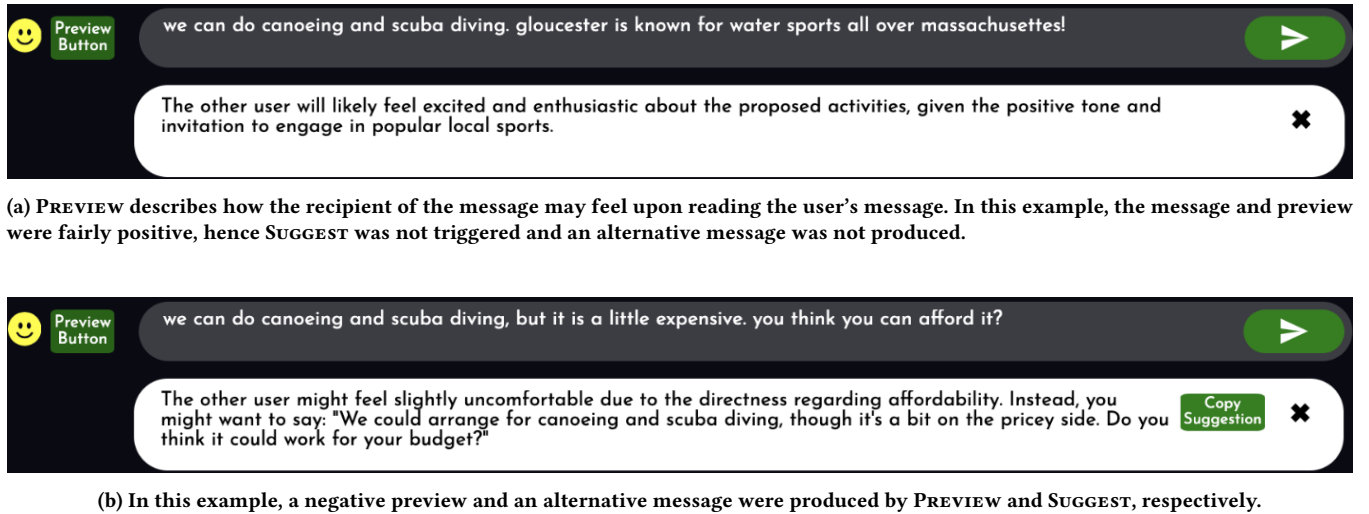 Preview
Button
we can do canoeing and scuba diving. gloucester is known for water sports all over massachusettes!
The other user will likely feel excited and enthusiastic about the proposed activities, given the positive tone and
invitation to engage in popular local sports.
(a) Preview describes how the recipient of the message may feel upon reading the user's message. In this example, the message and preview
were fairly positive, hence Suggest was not triggered and an alternative message was not produced.
Preview
Button
we can do canoeing and scuba diving, but it is a little expensive. you think you can afford it?
The other user might feel slightly uncomfortable due to the directness regarding affordability. Instead, you
might want to say: "We could arrange for canoeing and scuba diving, though it's a bit on the pricey side. Do you
think it could work for your budget?"
Copy
Suggestion
(b) In this example, a negative preview and an alternative message were produced by Preview and Suggest, respectively.